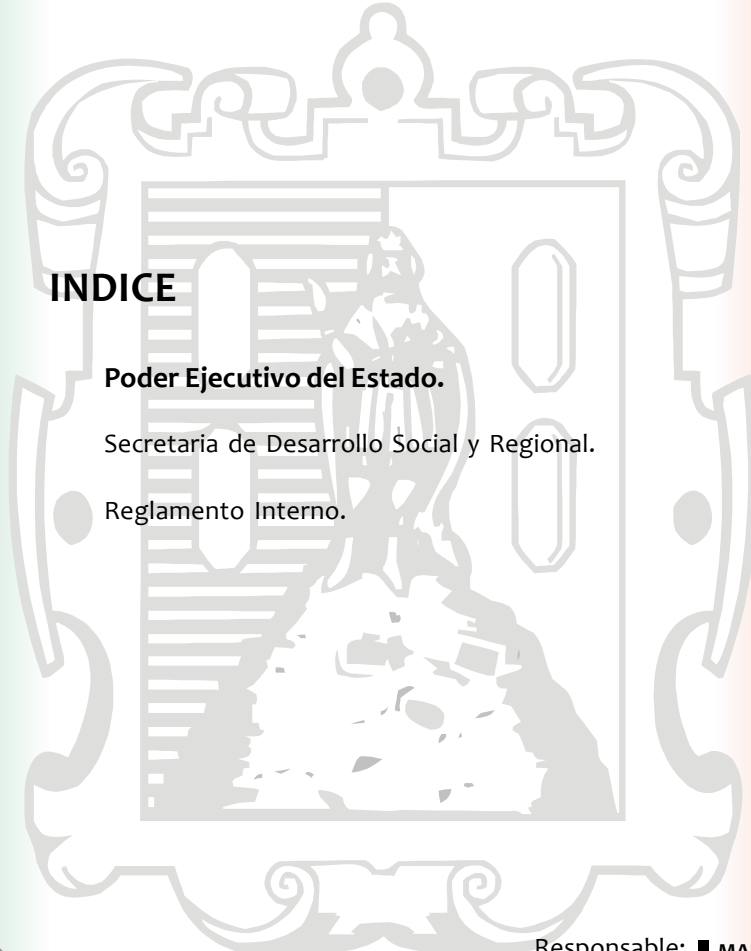 INDICE
Poder Ejecutivo del Estado.
Secretaria de Desarrollo Social y Regional.
Reglamento Interno.
Responsable: